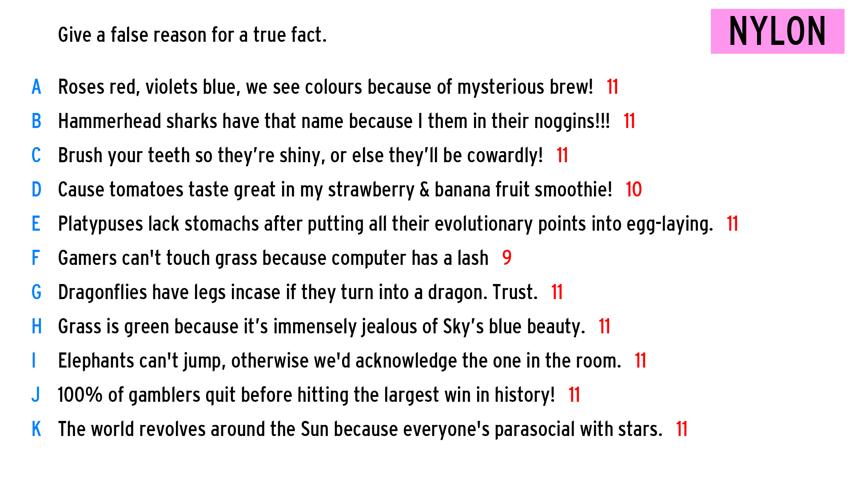 Give a false reason for a true fact.
NYLON
A Roses red, violets blue, we see colours because of mysterious brew! 11
B Hammerhead sharks have that name because I them in their noggins!!! 11
C Brush your teeth so they're shiny, or else they'll be cowardly! 11
D Cause tomatoes taste great in my strawberry & banana fruit smoothie! 10
E Platypuses lack stomachs after putting all their evolutionary points into egg-laying. 11
F Gamers can't touch grass because computer has a lash 9
G Dragonflies have legs incase if they turn into a dragon. Trust. 11
H Grass is green because it's immensely jealous of Sky's blue beauty. 11
I Elephants can't jump, otherwise we'd acknowledge the one in the room. 11
J 100% of gamblers quit before hitting the largest win in history! 11
K The world revolves around the Sun because everyone's parasocial with stars. 11